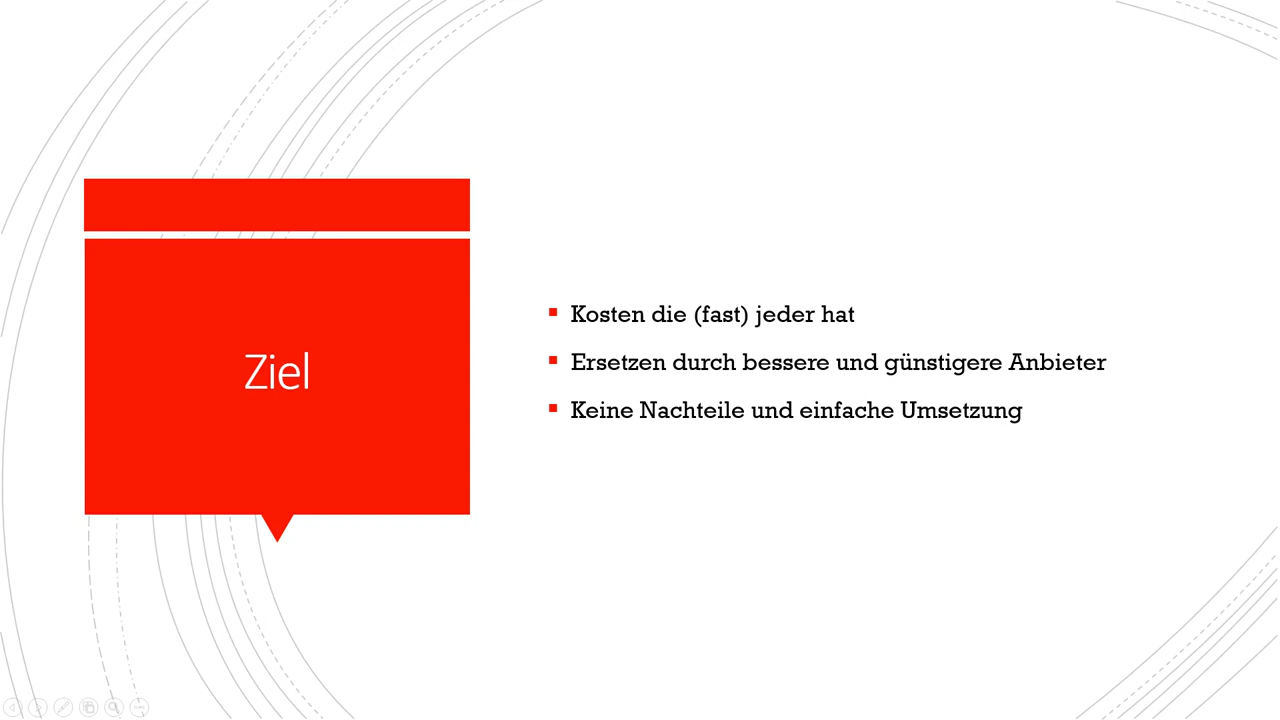 Ziel
Kosten die (fast) jeder hat
Ersetzen durch bessere und günstigere Anbieter
Keine Nachteile und einfache Umsetzung